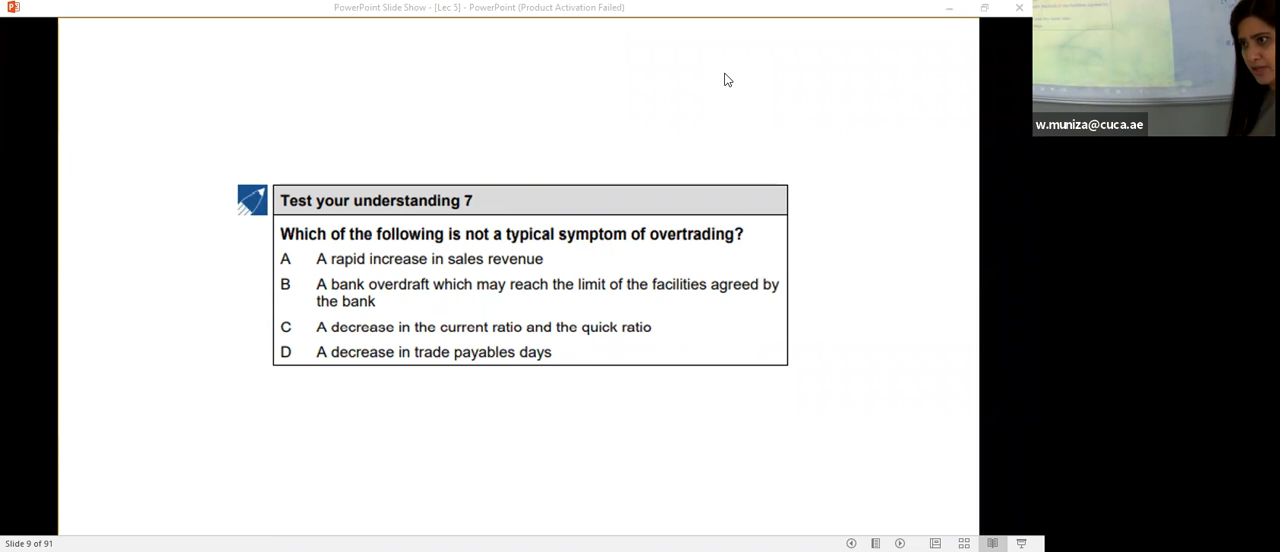 PowerPoint Slide Show - [Lec 3] - PowerPoint (Product Activation Failed)
w.muniza@cuca.ae
Test your understanding 7
Which of the following is not a typical symptom of overtrading?
A A rapid increase in sales revenue
B A bank overdraft which may reach the limit of the facilities agreed by
the bank
C A decrease in the current ratio and the quick ratio
D A decrease in trade payables days
Slide 9 of 91